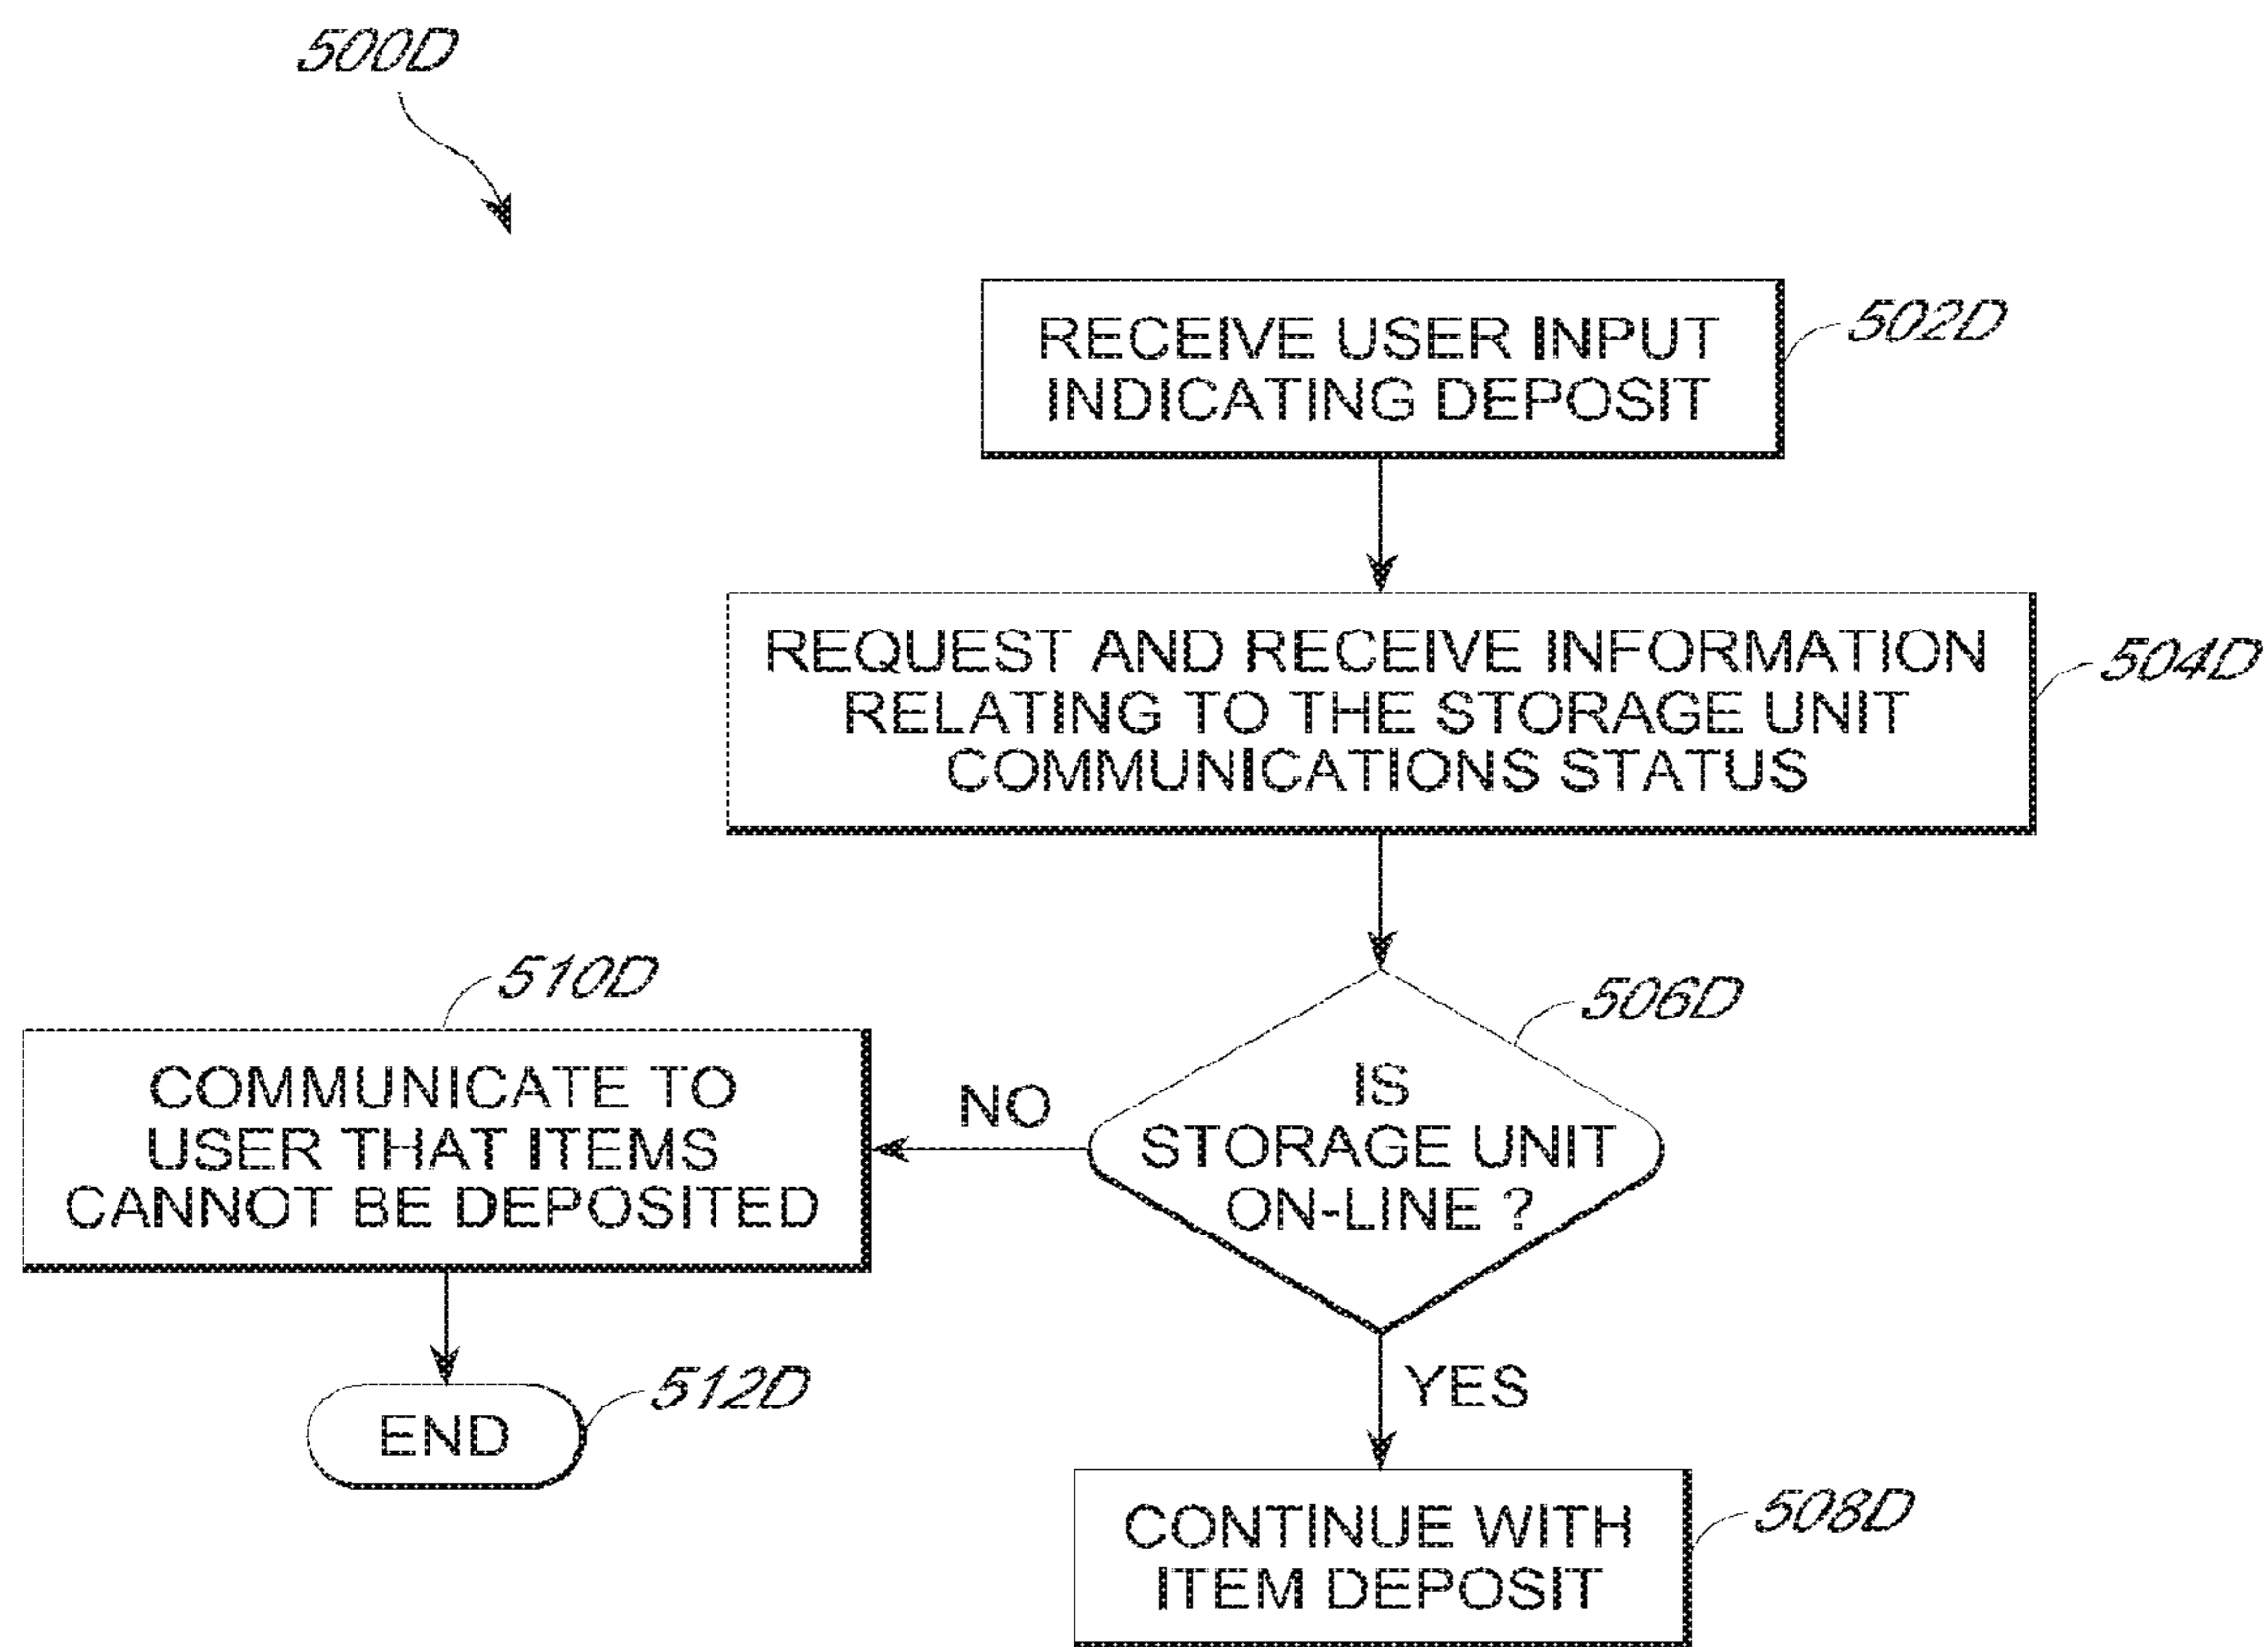 500D
RECEIVE USER INPUT
INDICATING DEPOSIT
502D
REQUEST AND RECEIVE INFORMATION
RELATING TO THE STORAGE UNIT
COMMUNICATIONS STATUS
504D
510D
COMMUNICATE TO
USER THAT ITEMS
CANNOT BE DEPOSITED
NO
506D
IS
STORAGE UNIT
ON-LINE ?
512D
END
YES
CONTINUE WITH
ITEM DEPOSIT
508D